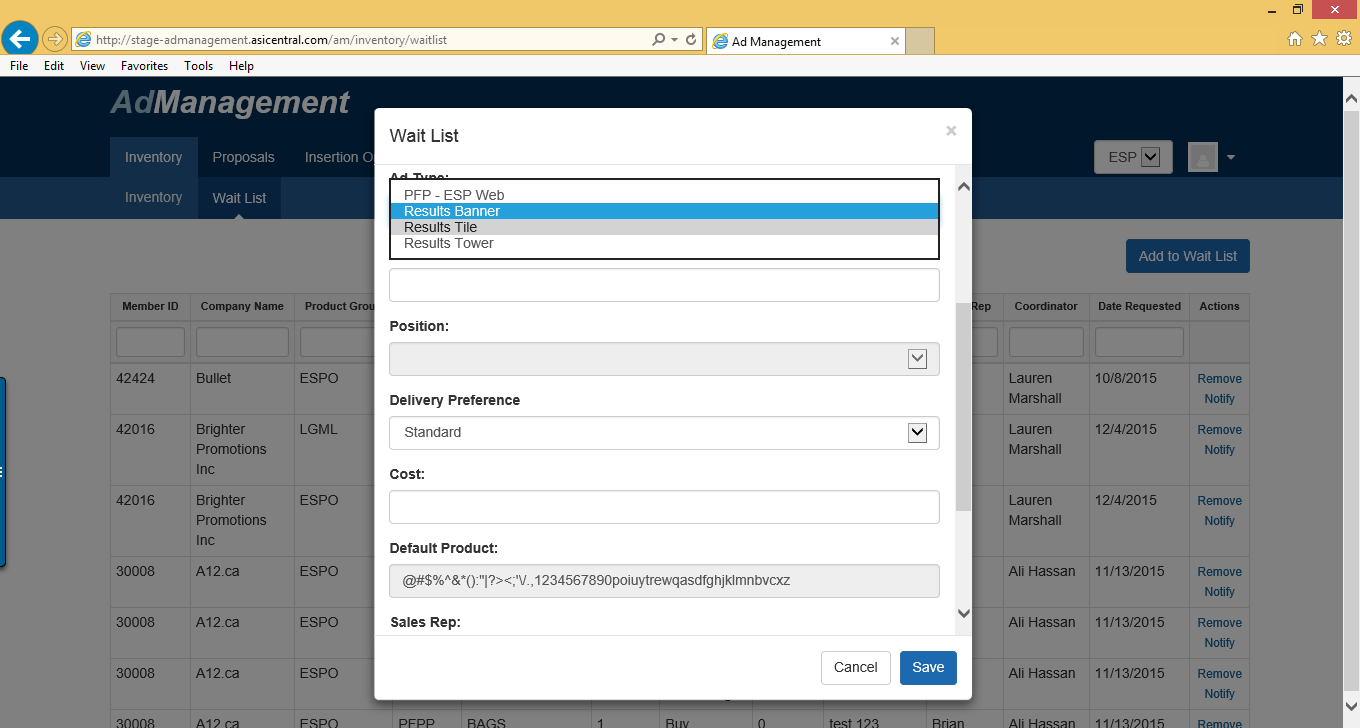 http://stage-admanagement.asicentral.com/am/inventory/waitlist
Ad Management
File Edit View Favorites Tools Help
AdManagement
Inventory Proposals Insertion O
ESP
Inventory Wait List
Add to Wait List
Wait List
×
Ad Type:
PFP - ESP Web
Results Banner
Results Tile
Results Tower
Position:
Delivery Preference
Standard
Cost:
Default Product:
@#$%^&*():"|?><;'\/.,1234567890poiuytrewqasdfghjklmnbvcxz
Sales Rep:
Cancel Save
Member ID Company Name Product Grou Rep Coordinator Date Requested Actions
42424 Bullet ESPO Lauren Marshall 10/8/2015 Remove Notify
42016 Brighter Promotions Inc LGML Lauren Marshall 12/4/2015 Remove Notify
42016 Brighter Promotions Inc ESPO Lauren Marshall 12/4/2015 Remove Notify
30008 A12.ca ESPO Ali Hassan 11/13/2015 Remove Notify
30008 A12.ca ESPO Ali Hassan 11/13/2015 Remove Notify
30008 A12.ca ESPO Ali Hassan 11/13/2015 Remove Notify
30008 A12.ca ESPO PFPP BAGS 1 Buy 0 test 123 Brian 11/13/2015 Remove